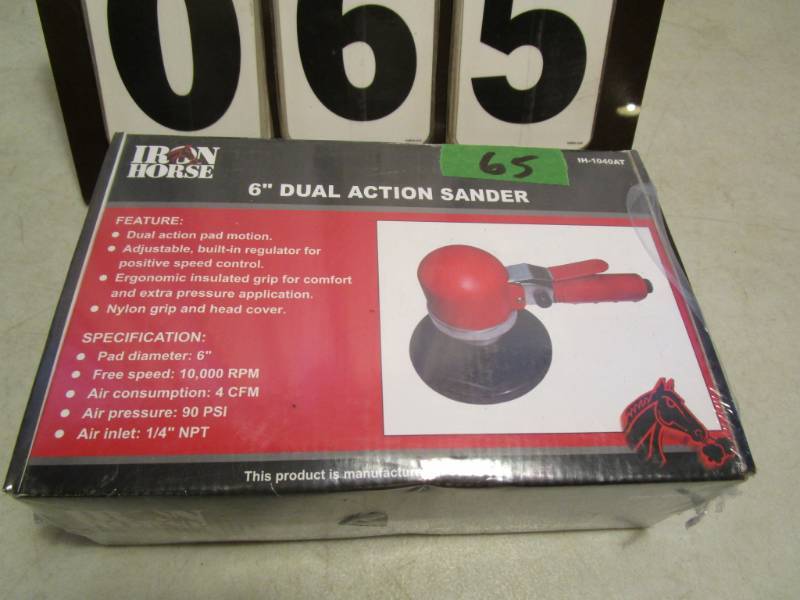 065
IRON
HORSE
65
IH-1040AT
6" DUAL ACTION SANDER
FEATURE:
• Dual action pad motion.
• Adjustable, built-in regulator for
positive speed control.
• Ergonomic insulated grip for comfort
and extra pressure application.
• Nylon grip and head cover.
SPECIFICATION:
• Pad diameter: 6"
• Free speed: 10,000 RPM
• Air consumption: 4 CFM
• Air pressure: 90 PSI
• Air inlet: 1/4" NPT
This product is